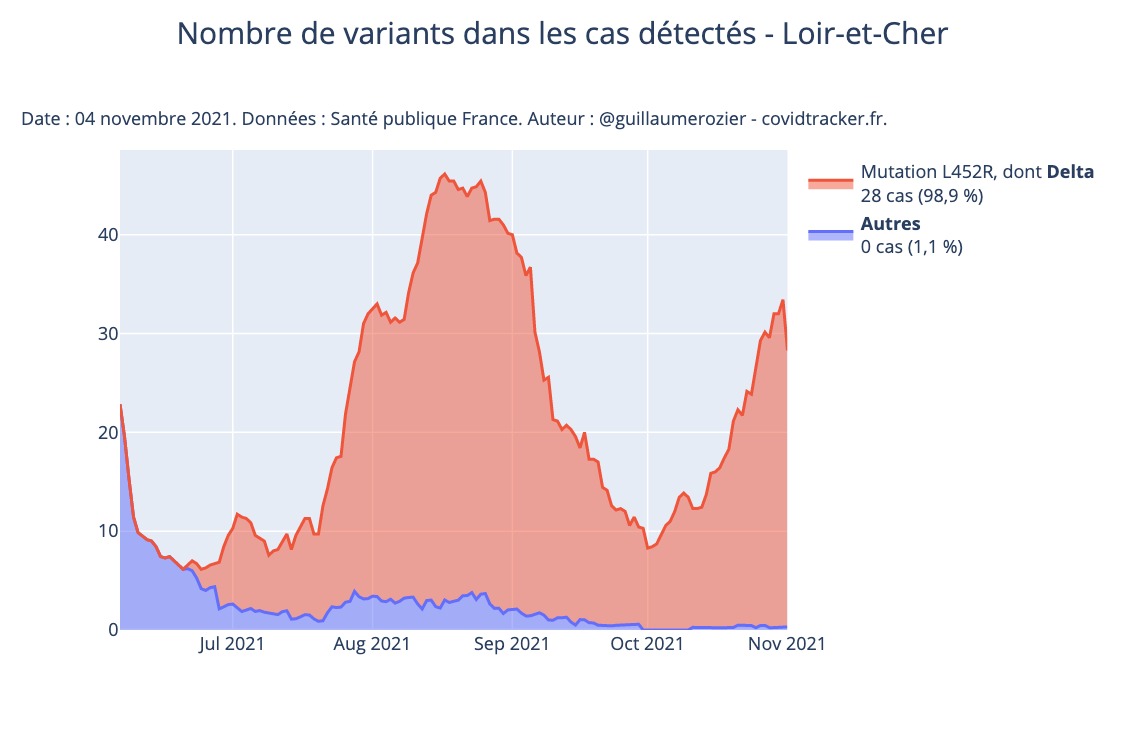 Nombre de variants dans les cas détectés - Loir-et-Cher
Date : 04 novembre 2021. Données : Santé publique France. Auteur : @guillaumerozier - covidtracker.fr.
Mutation L452R, dont Delta
28 cas (98,9 %)
Autres
0 cas (1,1 %)
40
30
20
10
0
Jul 2021
Aug 2021
Sep 2021
Oct 2021
Nov 2021